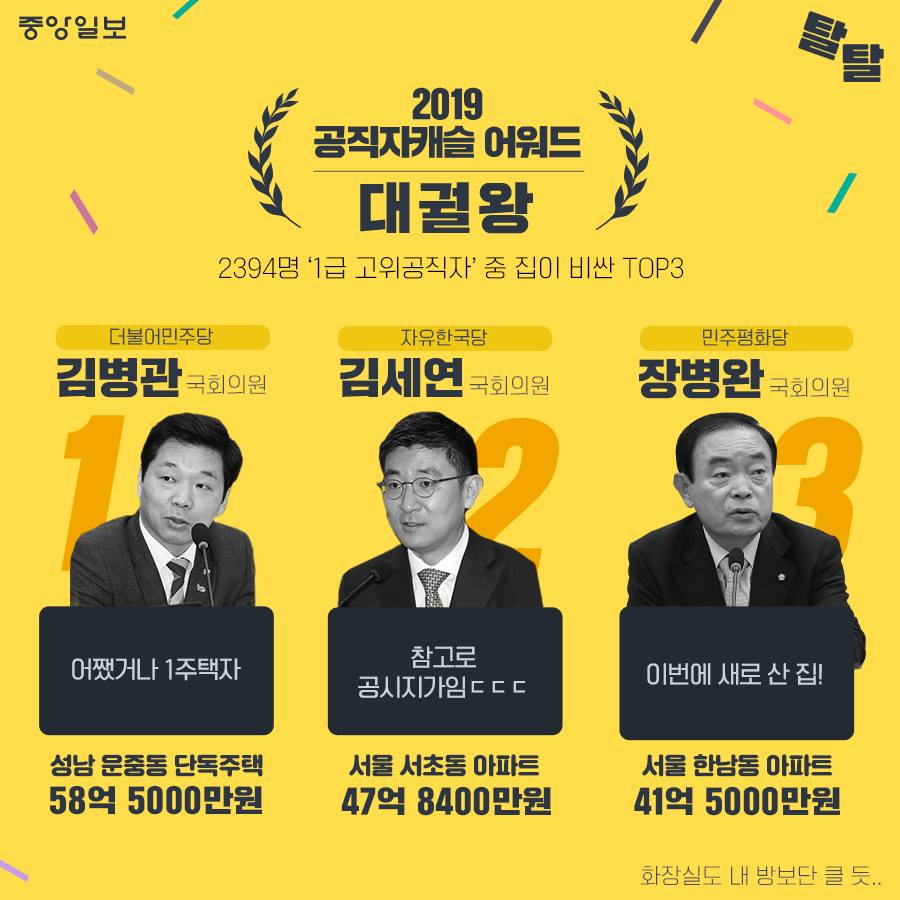 중앙일보
탈탈
2019
공직자캐슬 어워드
대궐왕
2394명 ‘1급 고위공직자’ 중 집이 비싼 TOP3
더불어민주당
김병관 국회의원
1
어쨌거나 1주택자
성남 운중동 단독주택
58억 5000만원
자유한국당
김세연 국회의원
2
참고로
공시지가임ㄷㄷㄷ
서울 서초동 아파트
47억 8400만원
민주평화당
장병완 국회의원
3
이번에 새로 산 집!
서울 한남동 아파트
41억 5000만원
화장실도 내 방보단 클 듯..